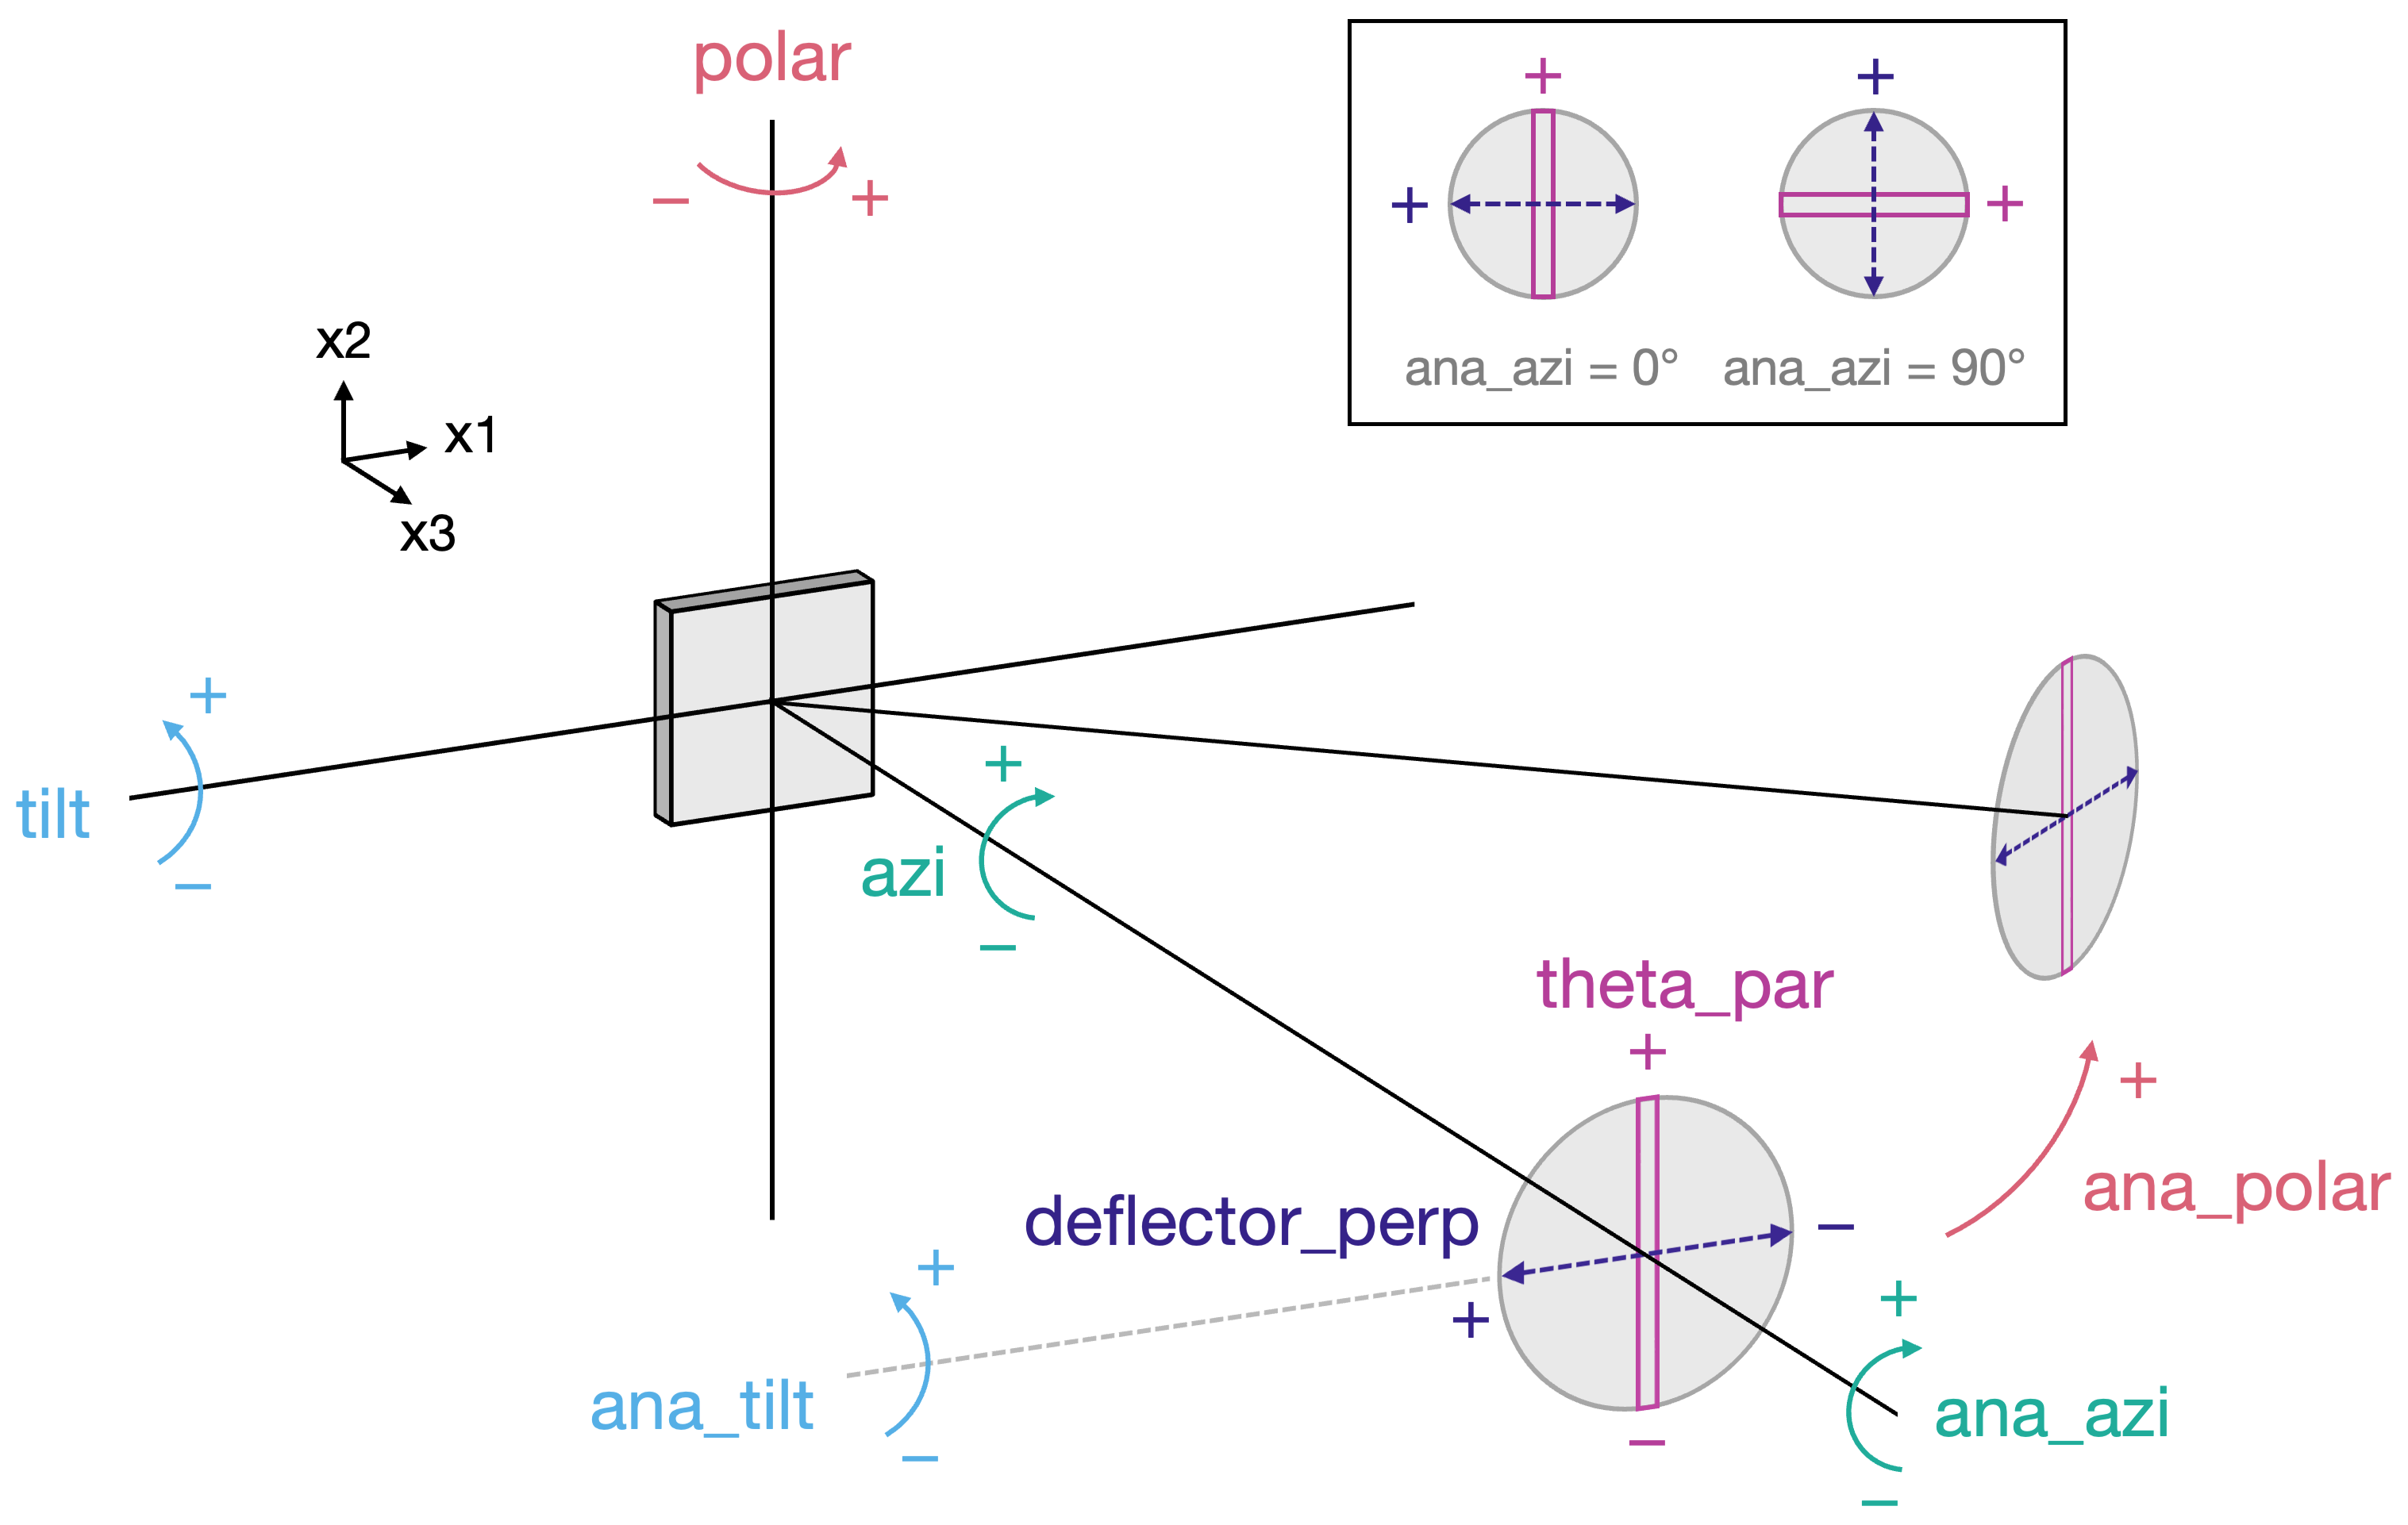 polar
−
+
+
+
+
+
ana_azi = 0°
ana_azi = 90°
x2
x1
x3
+
tilt
−
+
azi
−
theta_par
+
+
ana_polar
deflector_perp
−
+
+
ana_tilt
−
−
+
ana_azi
−